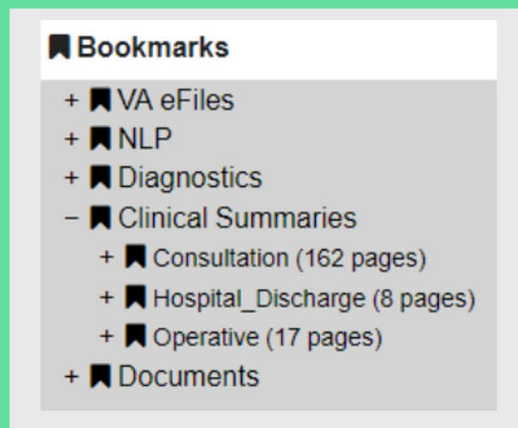 Bookmarks
+ VA eFiles
+ NLP
+ Diagnostics
− Clinical Summaries
+ Consultation (162 pages)
+ Hospital_Discharge (8 pages)
+ Operative (17 pages)
+ Documents